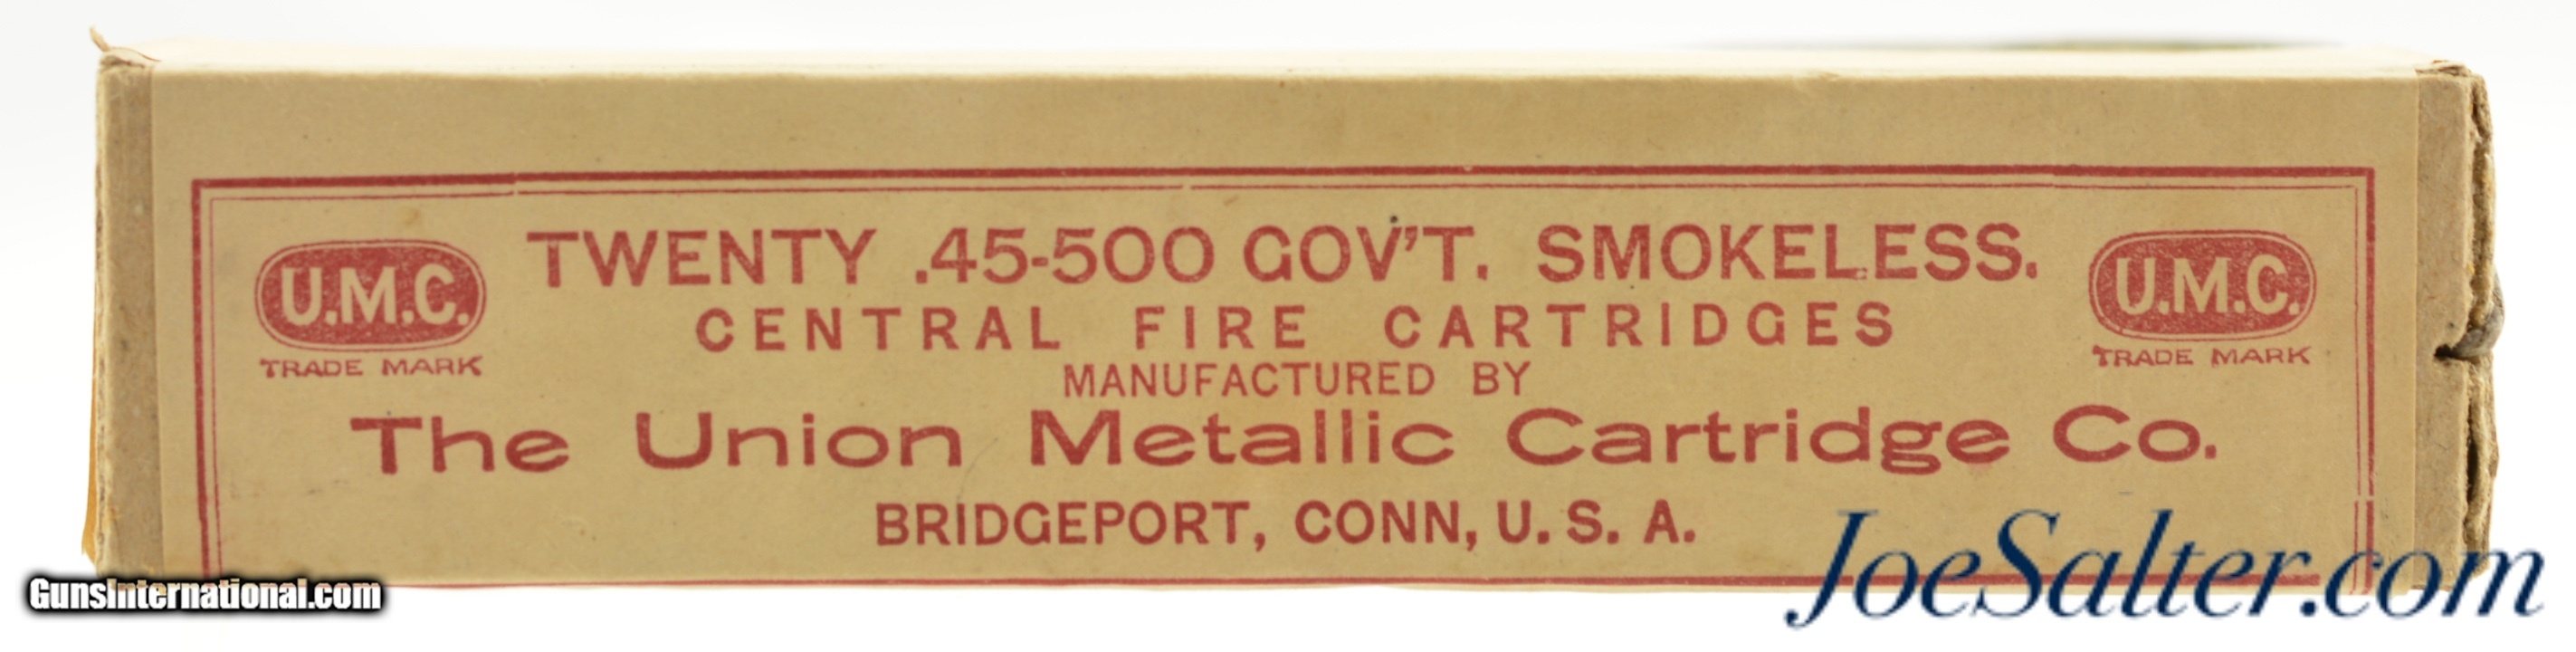 TWENTY .45-500 GOV'T. SMOKELESS.
U.M.C.
TRADE MARK
U.M.C.
TRADE MARK
CENTRAL FIRE CARTRIDGES
MANUFACTURED BY
The Union Metallic Cartridge Co.
BRIDGEPORT, CONN, U. S. A.
GunsInternational.com
JoeSalter.com